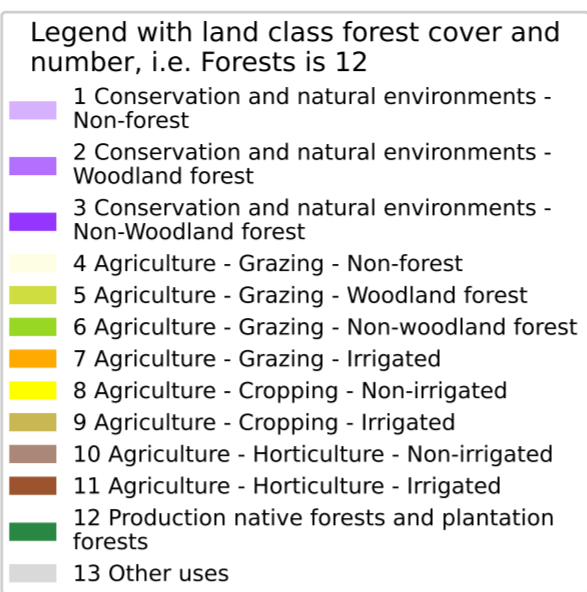 Legend with land class forest cover and
number, i.e. Forests is 12
1 Conservation and natural environments -
Non-forest
2 Conservation and natural environments -
Woodland forest
3 Conservation and natural environments -
Non-Woodland forest
4 Agriculture - Grazing - Non-forest
5 Agriculture - Grazing - Woodland forest
6 Agriculture - Grazing - Non-woodland forest
7 Agriculture - Grazing - Irrigated
8 Agriculture - Cropping - Non-irrigated
9 Agriculture - Cropping - Irrigated
10 Agriculture - Horticulture - Non-irrigated
11 Agriculture - Horticulture - Irrigated
12 Production native forests and plantation
forests
13 Other uses